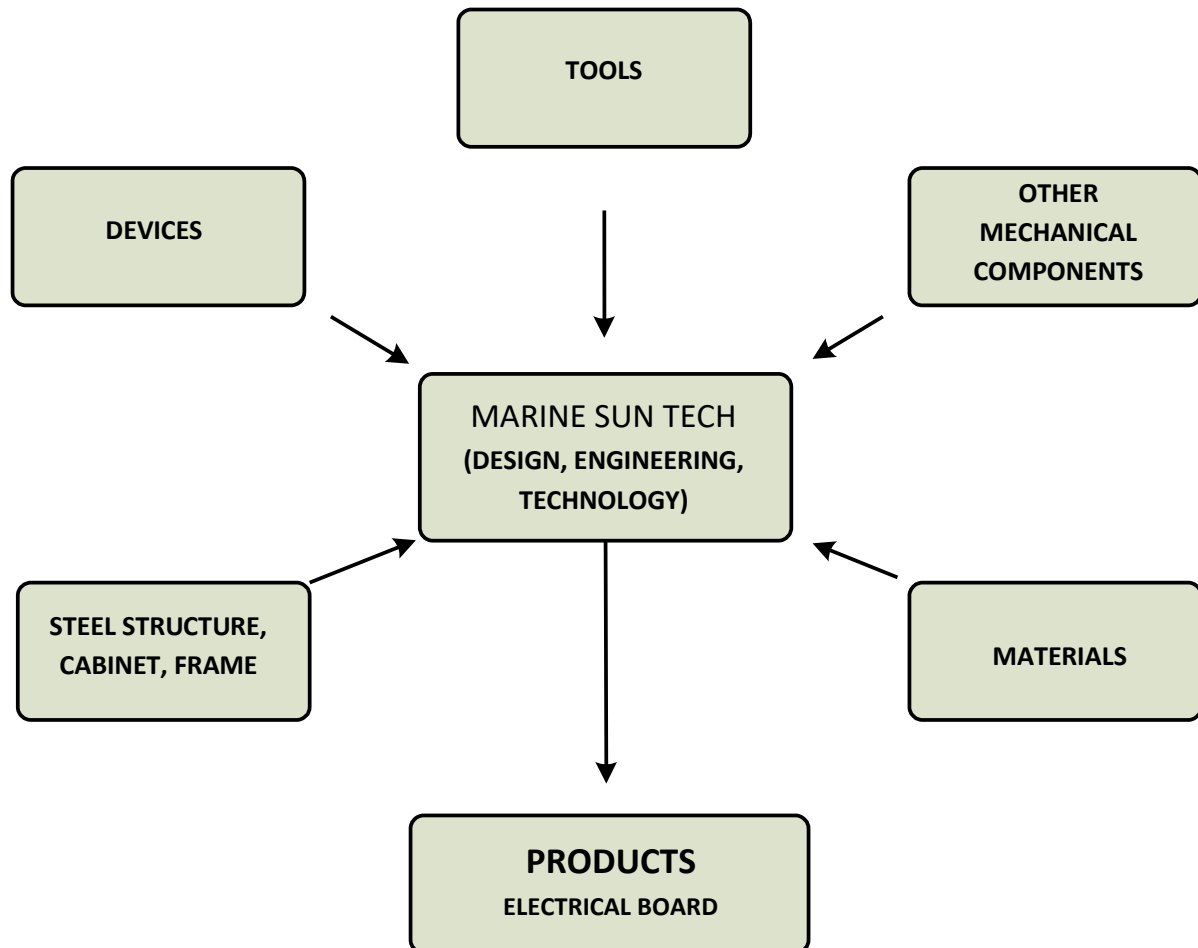 TOOLS
DEVICES
OTHER
MECHANICAL
COMPONENTS
MARINE SUN TECH
(DESIGN, ENGINEERING,
TECHNOLOGY)
STEEL STRUCTURE,
CABINET, FRAME
MATERIALS
PRODUCTS
ELECTRICAL BOARD